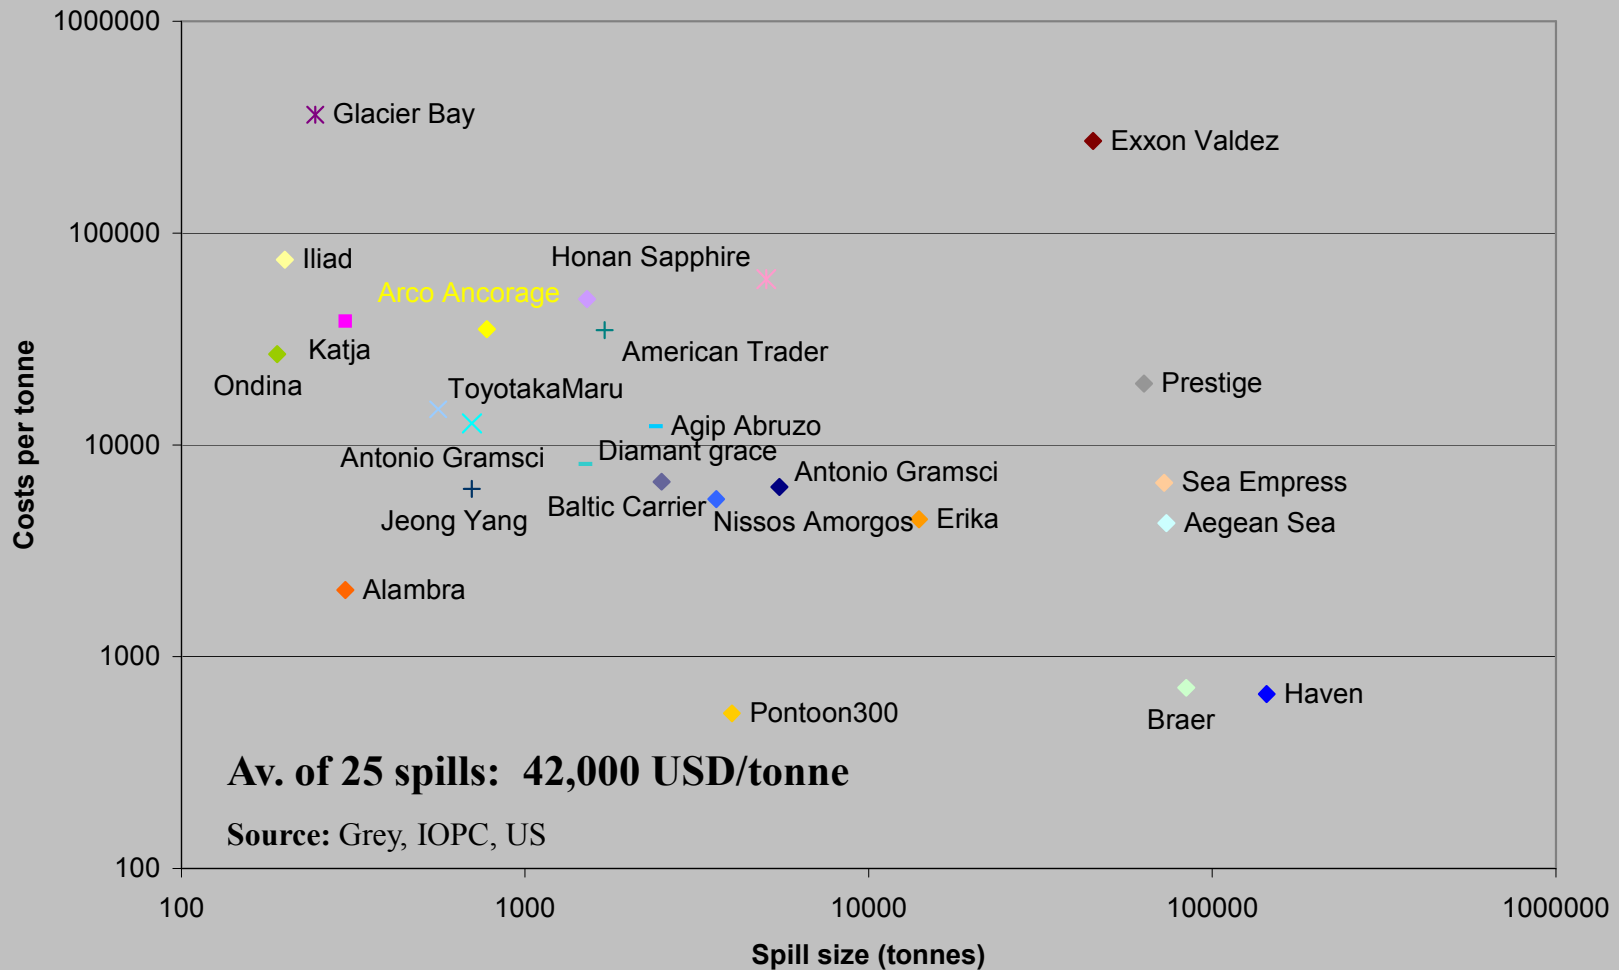 1000000
Glacier Bay
Exxon Valdez
100000
Iliad
Honan Sapphire
Arco Ancorage
Katja
American Trader
Ondina
ToyotakaMaru
Prestige
Agip Abruzo
10000
Diamant grace
Antonio Gramsci
Antonio Gramsci
Sea Empress
Baltic Carrier
Jeong Yang
Nissos Amorgos
Erika
Aegean Sea
Alambra
1000
Haven
Braer
Pontoon300
Av. of 25 spills: 42,000 USD/tonne
Source: Grey, IOPC, US
100
Costs per tonne
100 1000 10000 100000 1000000
Spill size (tonnes)